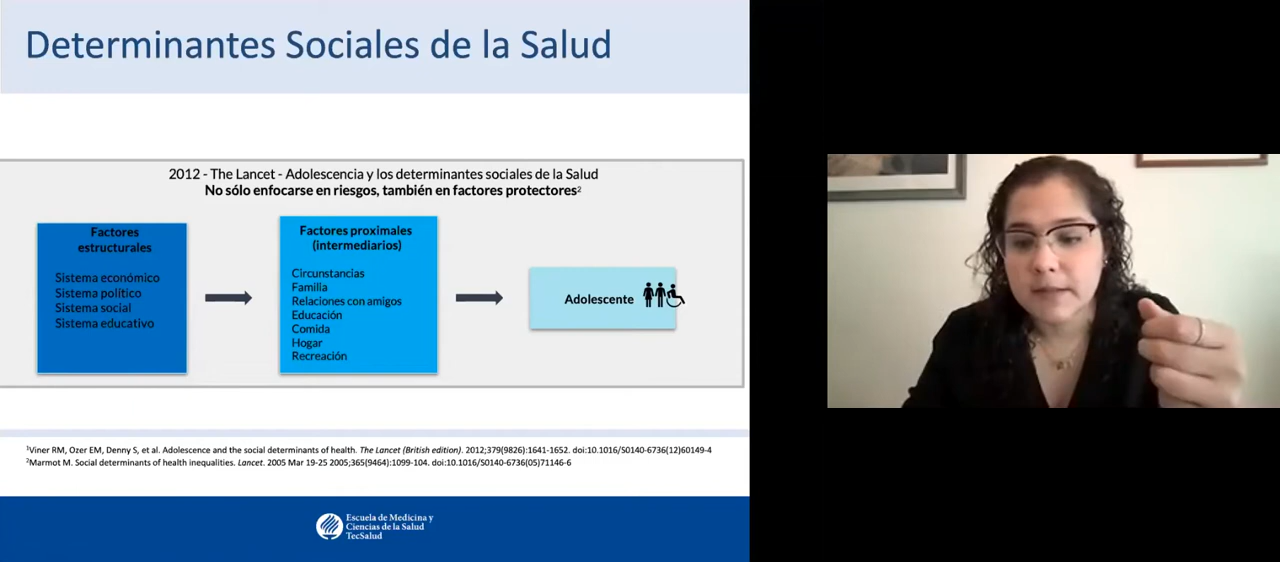 Determinantes Sociales de la Salud
2012 - The Lancet - Adolescencia y los determinantes sociales de la Salud
No sólo enfocarse en riesgos, también en factores protectores²
Factores
estructurales
Sistema económico
Sistema político
Sistema social
Sistema educativo
Factores proximales
(intermediarios)
Circunstancias
Familia
Relaciones con amigos
Educación
Comida
Hogar
Recreación
Adolescente
¹Viner RM, Ozer EM, Denny S, et al. Adolescence and the social determinants of health. The Lancet (British edition). 2012;379(9826):1641-1652. doi:10.1016/S0140-6736(12)60149-4
²Marmot M. Social determinants of health inequalities. Lancet. 2005 Mar 19-25 2005;365(9464):1099-104. doi:10.1016/S0140-6736(05)71146-6
Escuela de Medicina y
Ciencias de la Salud
TecSalud